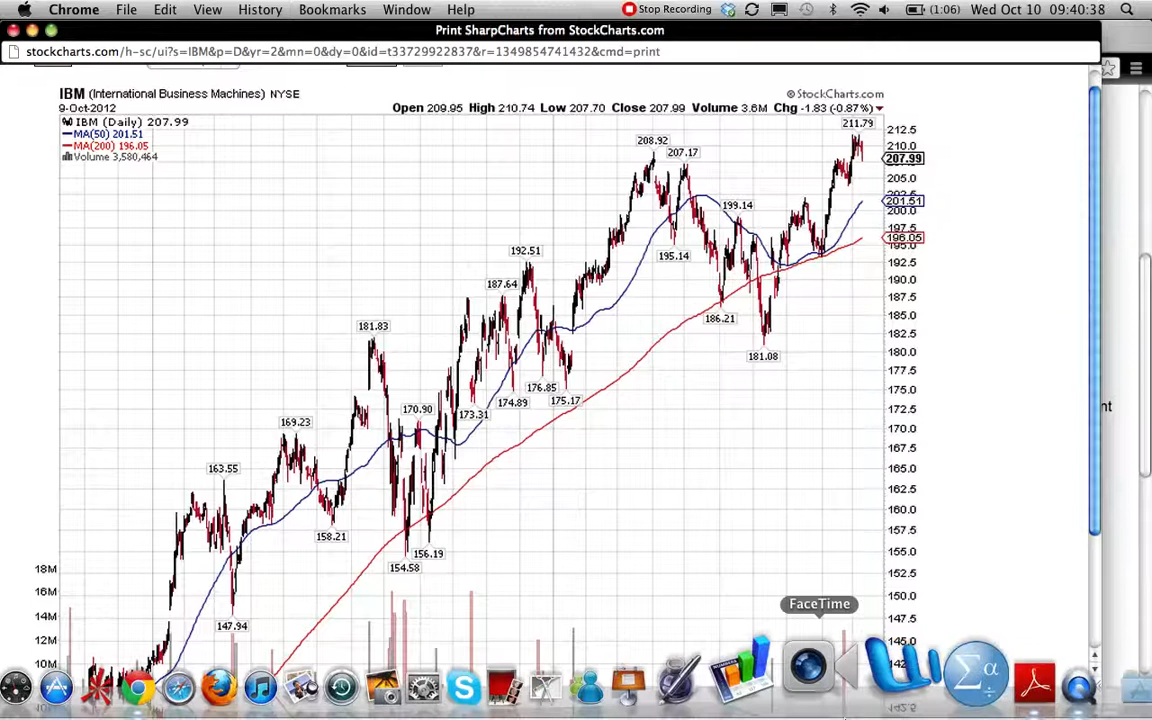 Chrome File Edit View History Bookmarks Window Help Stop Recording (1:06) Wed Oct 10 09:40:38
Print SharpCharts from StockCharts.com
stockcharts.com/h-sc/ui?s=IBM&p=D&yr=2&mn=0&dy=0&id=t33729922837&r=1349854741432&cmd=print
IBM (International Business Machines) NYSE
© StockCharts.com
9-Oct-2012 Open 209.95 High 210.74 Low 207.70 Close 207.99 Volume 3.6M Chg -1.83 (-0.87%)
IBM (Daily) 207.99
MA(50) 201.51
MA(200) 196.05
Volume 3,580,464
211.79
208.92
207.17
199.14
195.14
192.51
187.64
186.21
181.83
181.08
176.85
175.17
174.89
173.31
170.90
169.23
163.55
158.21
156.19
154.58
147.94
212.5
210.0
207.99
205.0
202.5
201.51
200.0
197.5
196.05
195.0
192.5
190.0
187.5
185.0
182.5
180.0
177.5
175.0
172.5
170.0
167.5
165.0
162.5
160.0
157.5
155.0
152.5
150.0
147.5
145.0
142.5
18M
16M
14M
12M
10M
nt
FaceTime
NUMBERS
Σα